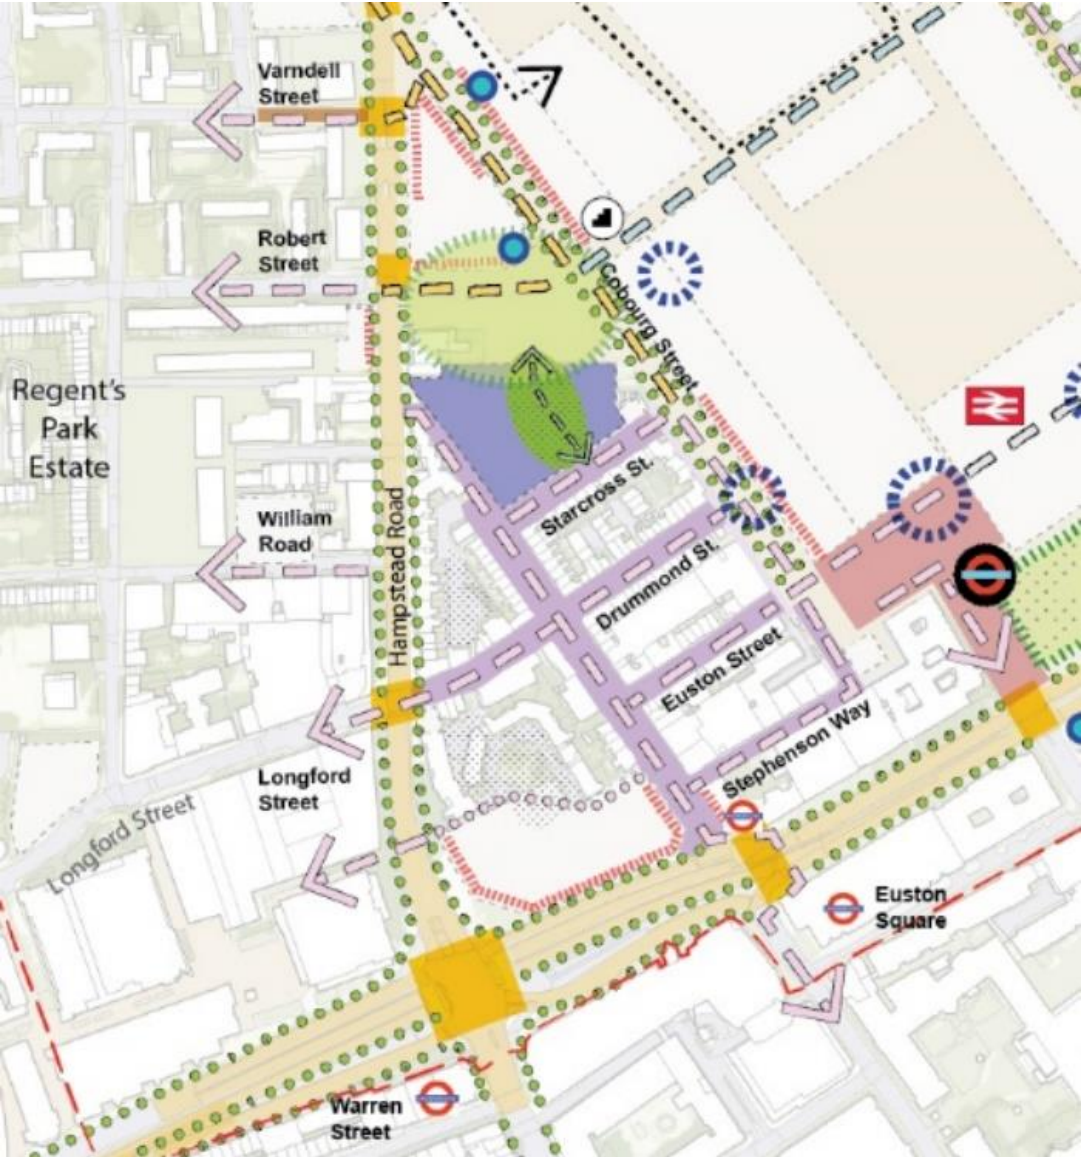 Varndell
Street
Robert
Street
Cobourg Street
Regent's
Park
Estate
Starcross St.
William
Road
Hampstead Road
Drummond St.
Euston Street
Stephenson Way
Longford
Street
Longford Street
Euston
Square
Warren
Street